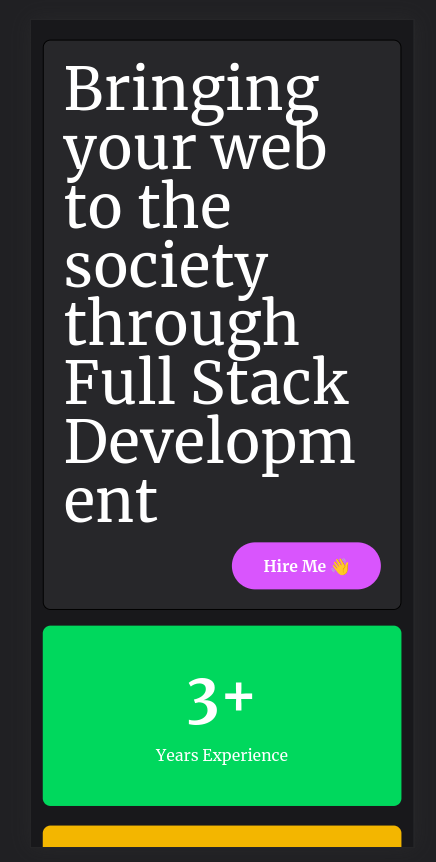 Bringing
your web
to the
society
through
Full Stack
Developm
ent
Hire Me 👋
3+
Years Experience